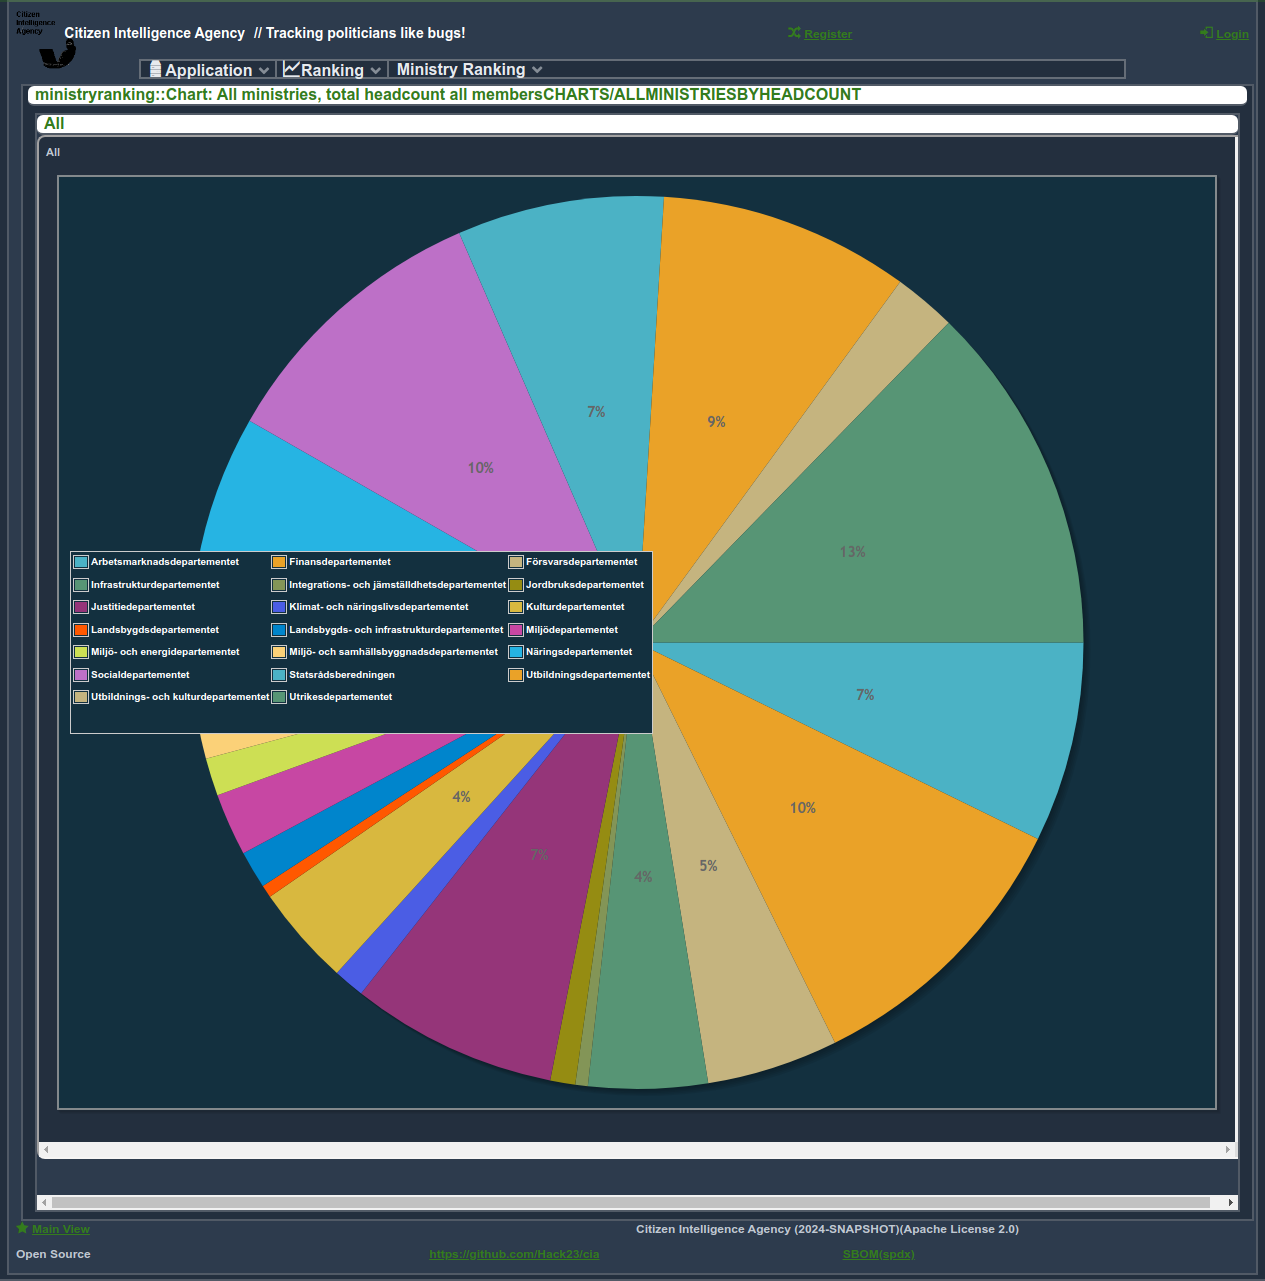 Citizen
Intelligence
Agency
Citizen Intelligence Agency // Tracking politicians like bugs!
Register
Login
Application
Ranking
Ministry Ranking
ministryranking::Chart: All ministries, total headcount all membersCHARTS/ALLMINISTRIESBYHEADCOUNT
All
All
7%
9%
10%
13%
Arbetsmarknadsdepartementet Finansdepartementet Försvarsdepartementet
Infrastrukturdepartementet Integrations- och jämställdhetsdepartementet Jordbruksdepartementet
Justitiedepartementet Klimat- och näringslivsdepartementet Kulturdepartementet
Landsbygdsdepartementet Landsbygds- och infrastrukturdepartementet Miljödepartementet
Miljö- och energidepartementet Miljö- och samhällsbyggnadsdepartementet Näringsdepartementet
Socialdepartementet Statsrådsberedningen Utbildningsdepartementet
Utbildnings- och kulturdepartementet Utrikesdepartementet
7%
4%
10%
7%
5%
4%
Main View
Citizen Intelligence Agency (2024-SNAPSHOT)(Apache License 2.0)
Open Source
https://github.com/Hack23/cia
SBOM(spdx)